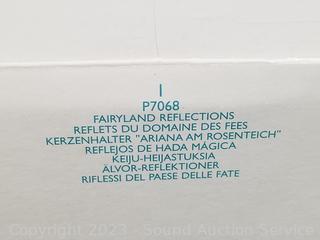 I
P7068
FAIRYLAND REFLECTIONS
REFLETS DU DOMAINE DES FEES
KERZENHALTER "ARIANA AM ROSENTEICH"
REFLEJOS DE HADA MÁGICA
KEIJU-HEIJASTUKSIA
ÄLVOR-REFLEKTIONER
RIFLESSI DEL PAESE DELLE FATE
Copyright 2023 - Sound Auction Service